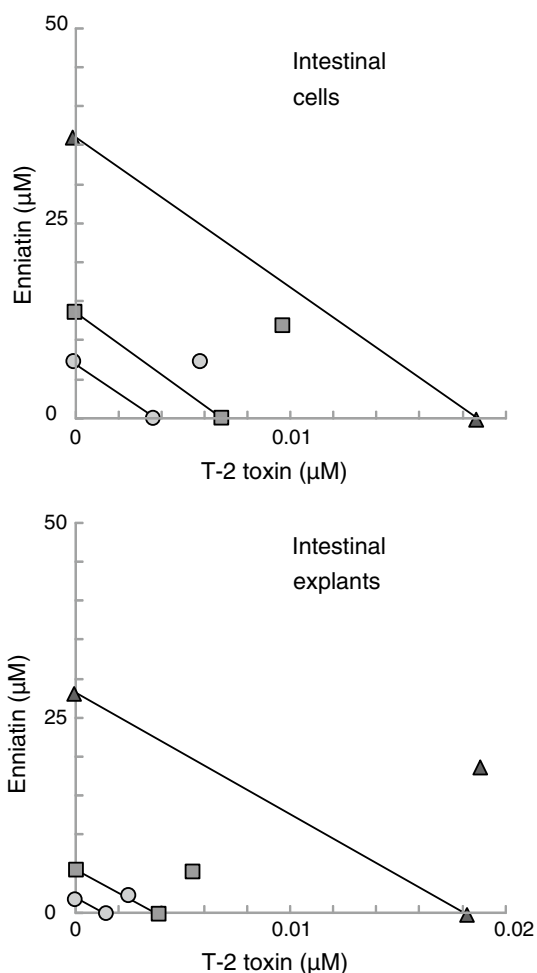 50
Intestinal
cells
Enniatin (μM)
25
0
0
0.01
T-2 toxin (μM)
50
Intestinal
explants
Enniatin (μM)
25
0
0
0.01
0.02
T-2 toxin (μM)